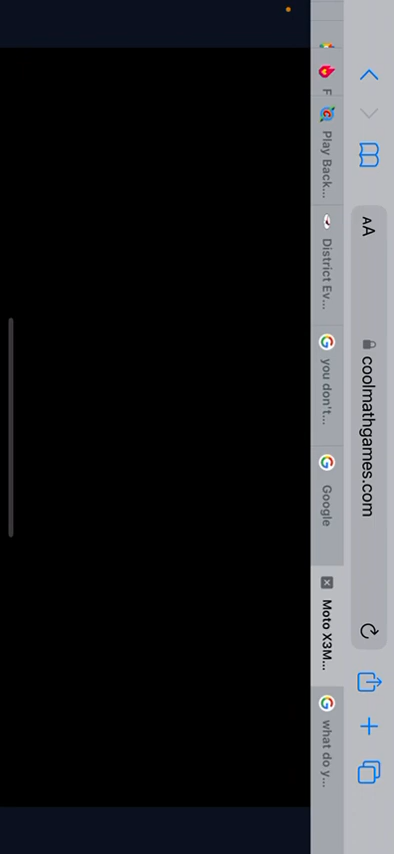 AA
coolmathgames.com
F
Play Back...
District Ev...
you don't...
Google
Moto X3M...
what do y...